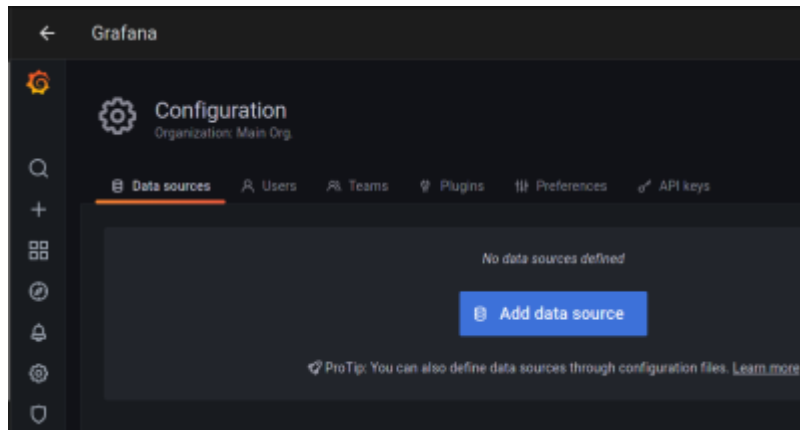 Grafana
Configuration
Organization: Main Org.
Data sources Users Teams Plugins Preferences API keys
No data sources defined
Add data source
ProTip: You can also define data sources through configuration files. Learn more